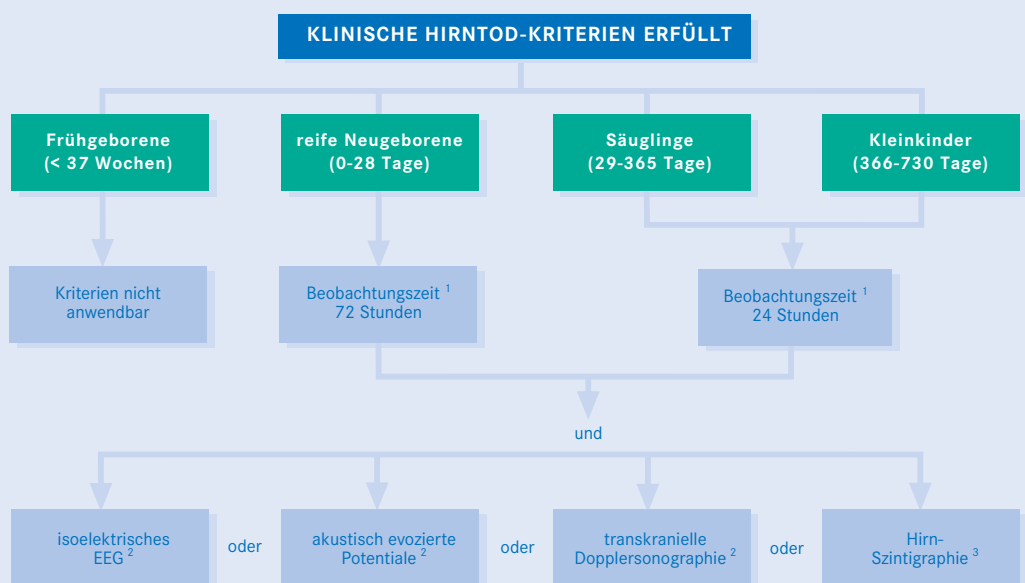 KLINISCHE HIRNTOD-KRITERIEN ERFÜLLT
Frühgeborene
(< 37 Wochen)
reife Neugeborene
(0-28 Tage)
Säuglinge
(29-365 Tage)
Kleinkinder
(366-730 Tage)
Kriterien nicht
anwendbar
Beobachtungszeit ¹
72 Stunden
Beobachtungszeit ¹
24 Stunden
und
isoelektrisches
EEG ²
oder
akustisch evozierte
Potentiale ²
oder
transkranielle
Dopplersonographie ²
oder
Hirn-
Szintigraphie ³